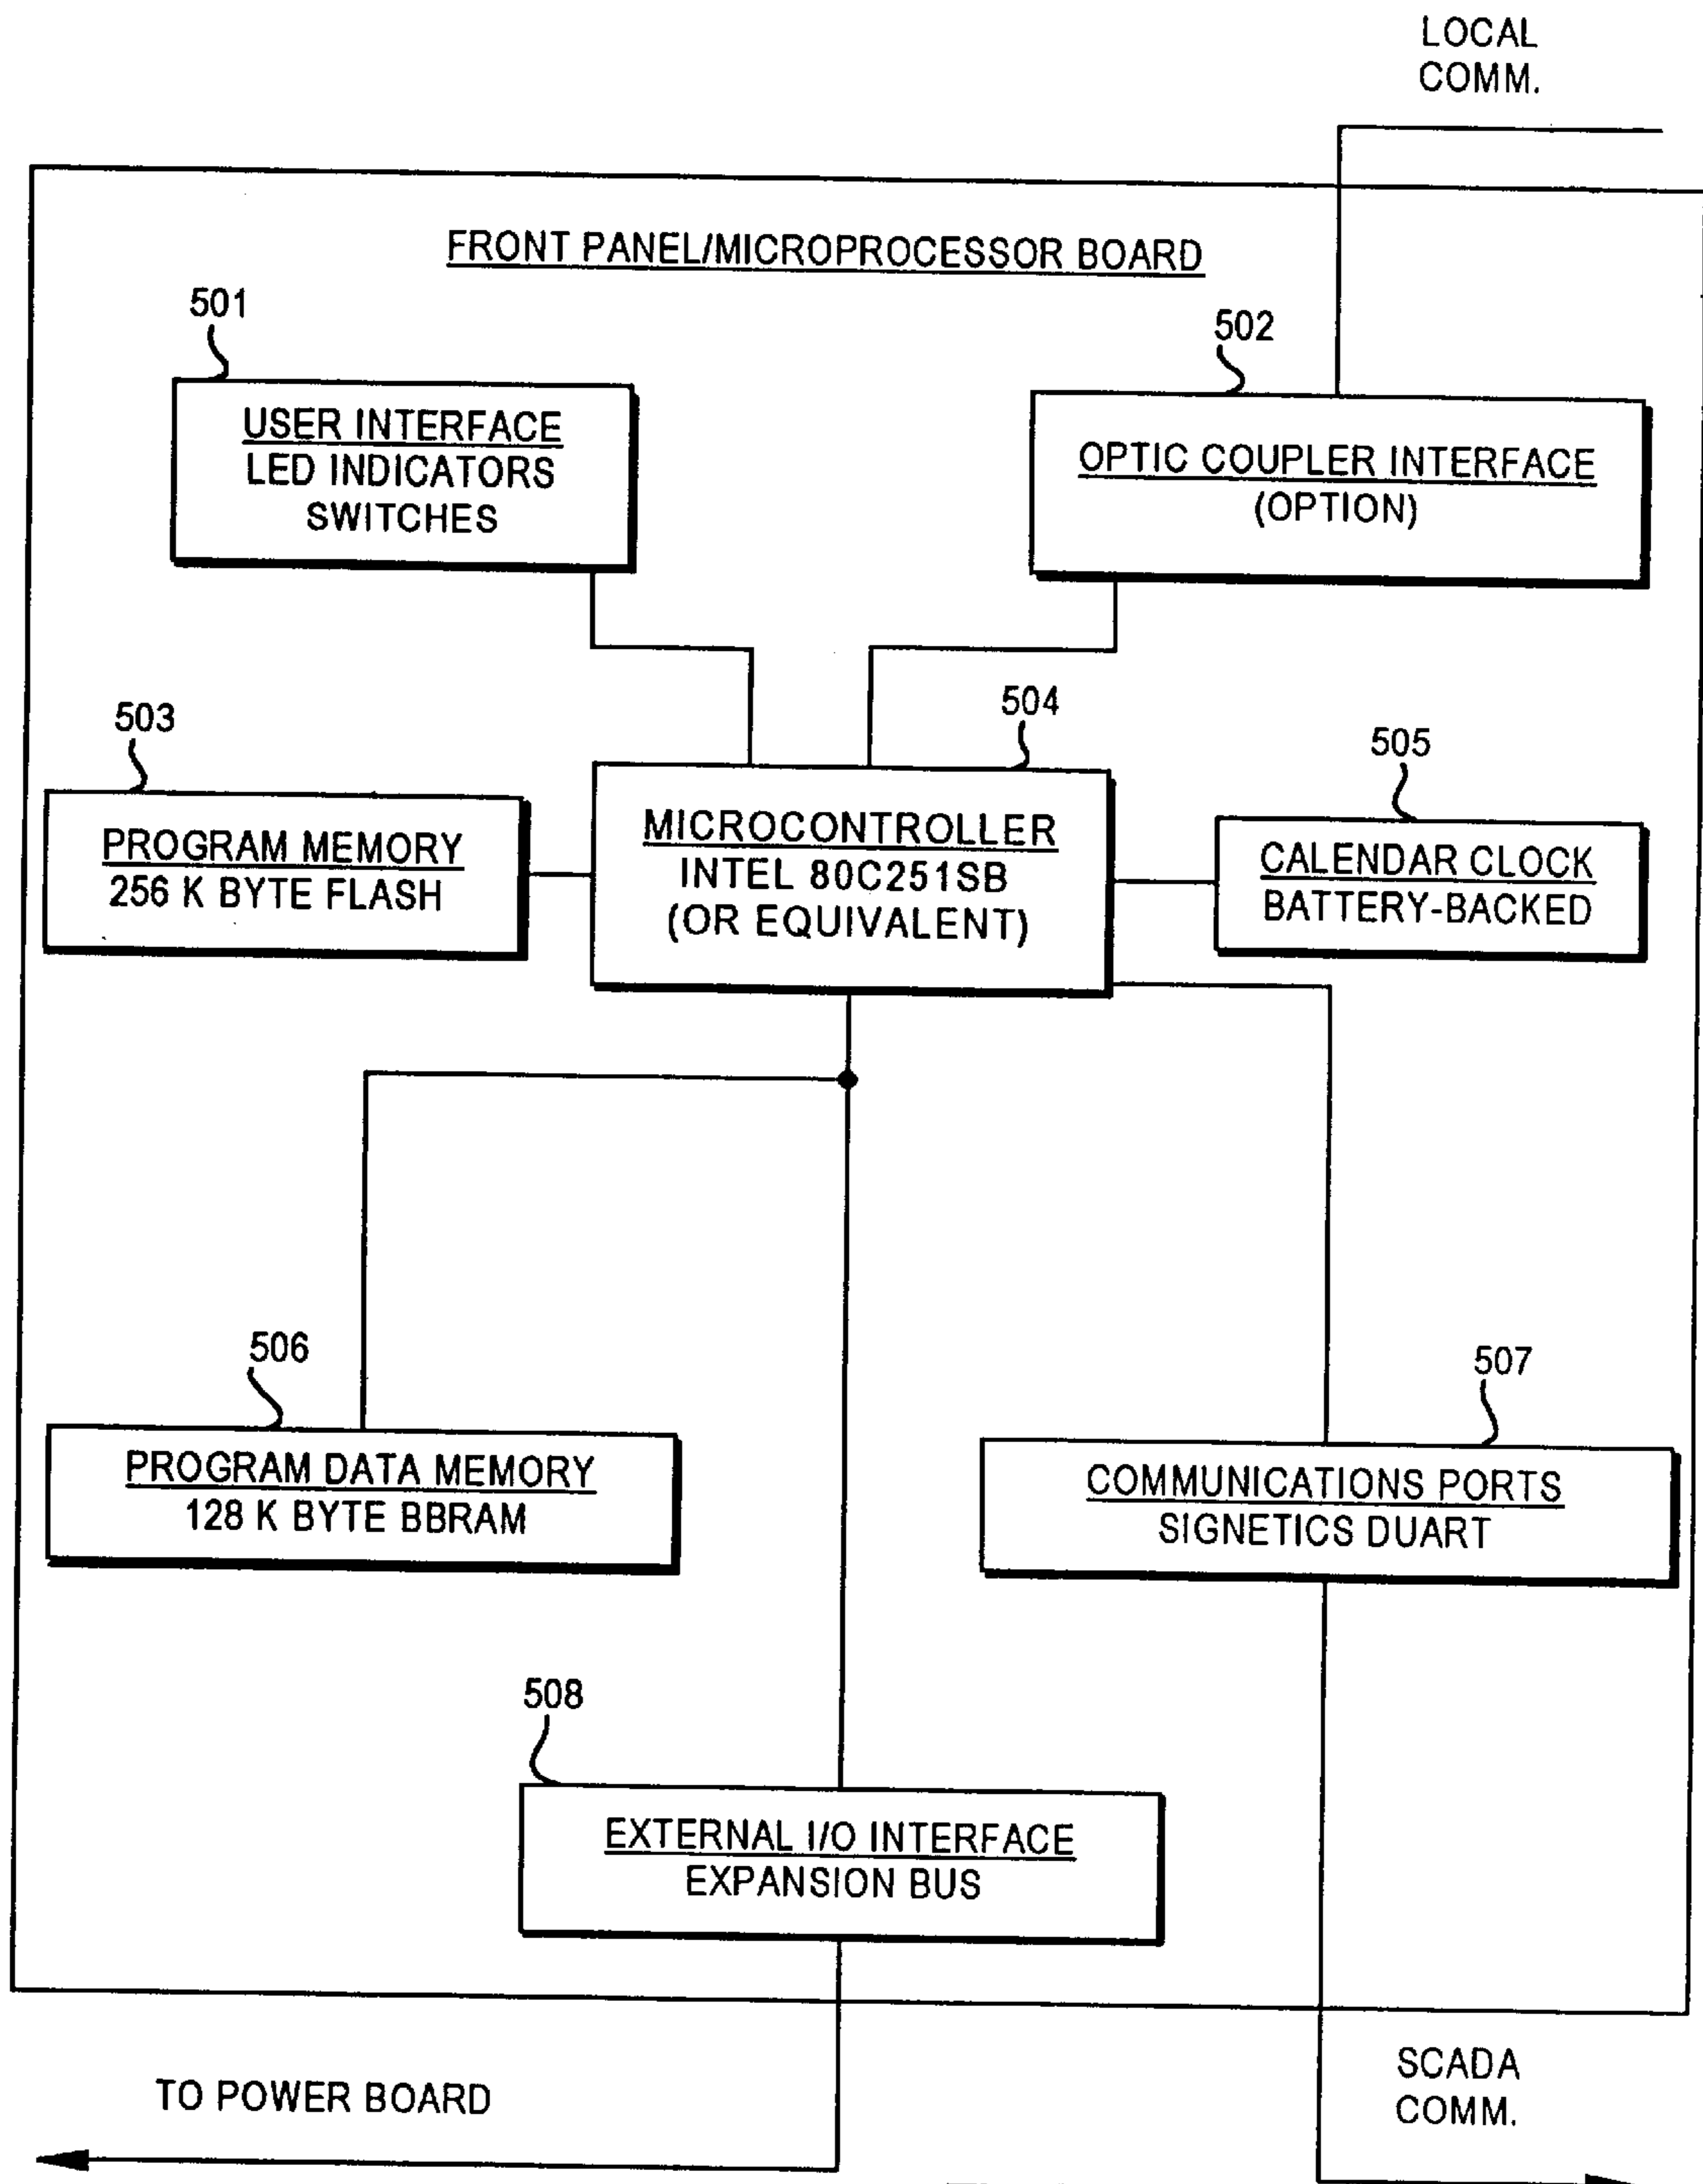 LOCAL
COMM.
FRONT PANEL/MICROPROCESSOR BOARD
501
USER INTERFACE
LED INDICATORS
SWITCHES
502
OPTIC COUPLER INTERFACE
(OPTION)
503
PROGRAM MEMORY
256 K BYTE FLASH
504
MICROCONTROLLER
INTEL 80C251SB
(OR EQUIVALENT)
505
CALENDAR CLOCK
BATTERY-BACKED
506
PROGRAM DATA MEMORY
128 K BYTE BBRAM
507
COMMUNICATIONS PORTS
SIGNETICS DUART
508
EXTERNAL I/O INTERFACE
EXPANSION BUS
TO POWER BOARD
SCADA
COMM.